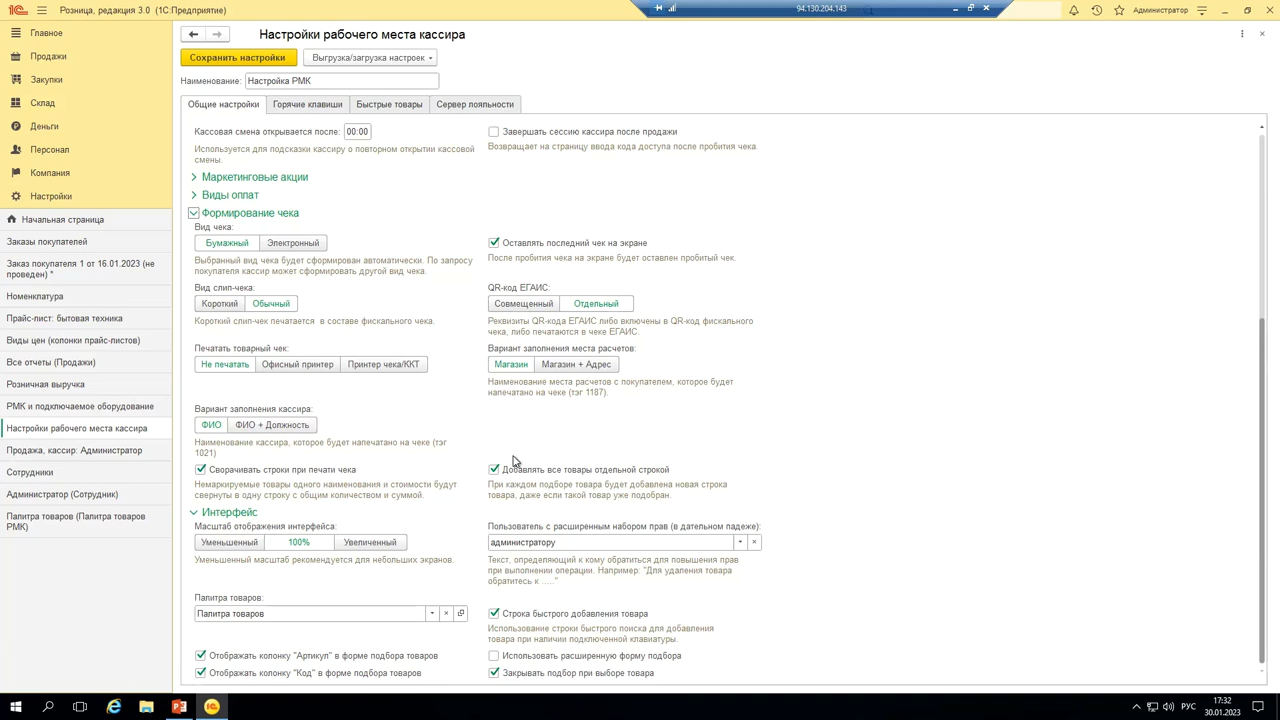 Розница, редакция 3.0 (1С:Предприятие)
94.130.204.143
Администратор
Главное
Продажи
Закупки
Склад
Деньги
Персонал
Компания
Настройки
Начальная страница
Заказы покупателей
Заказ покупателя 1 от 16.01.2023 (не
проведен) *
Номенклатура
Прайс-лист: бытовая техника
Виды цен (колонки прайс-листов)
Все отчеты (Продажи)
Розничная выручка
РМК и подключаемое оборудование
Настройки рабочего места кассира
Продажа, кассир: Администратор
Сотрудники
Администратор (Сотрудник)
Палитра товаров (Палитра товаров
РМК)
Настройки рабочего места кассира
Сохранить настройки
Выгрузка/загрузка настроек
Наименование: Настройка РМК
Общие настройки
Горячие клавиши
Быстрые товары
Сервер лояльности
Кассовая смена открывается после: 00:00
Завершать сессию кассира после продажи
Используется для подсказки кассиру о повторном открытии кассовой
смены.
Возвращает на страницу ввода кода доступа после пробития чека.
Маркетинговые акции
Виды оплат
Формирование чека
Вид чека:
Бумажный Электронный
Оставлять последний чек на экране
Выбранный вид чека будет сформирован автоматически. По запросу
покупателя кассир может сформировать другой вид чека.
После пробития чека на экране будет оставлен пробитый чек.
Вид слип-чека:
Короткий Обычный
QR-код ЕГАИС:
Совмещенный Отдельный
Короткий слип-чек печатается в составе фискального чека.
Реквизиты QR-кода ЕГАИС либо включены в QR-код фискального
чека, либо печатаются в чеке ЕГАИС.
Печатать товарный чек:
Не печатать Офисный принтер Принтер чека/ККТ
Вариант заполнения места расчетов:
Магазин Магазин + Адрес
Наименование места расчетов с покупателем, которое будет
напечатано на чеке (тэг 1187).
Вариант заполнения кассира:
ФИО ФИО + Должность
Наименование кассира, которое будет напечатано на чеке (тэг
1021)
Сворачивать строки при печати чека
Немаркируемые товары одного наименования и стоимости будут
свернуты в одну строку с общим количеством и суммой.
Добавлять все товары отдельной строкой
При каждом подборе товара будет добавлена новая строка
товара, даже если такой товар уже подобран.
Интерфейс
Масштаб отображения интерфейса:
Уменьшенный 100% Увеличенный
Уменьшенный масштаб рекомендуется для небольших экранов.
Пользователь с расширенным набором прав (в дательном падеже):
администратору
Текст, определяющий к кому обратиться для повышения прав
при выполнении операции. Например: "Для удаления товара
обратитесь к ....."
Палитра товаров:
Палитра товаров
Строка быстрого добавления товара
Использование строки быстрого поиска для добавления
товара при наличии подключенной клавиатуры.
Отображать колонку "Артикул" в форме подбора товаров
Использовать расширенную форму подбора
Отображать колонку "Код" в форме подбора товаров
Закрывать подбор при выборе товара
РУС
17:32
30.01.2023